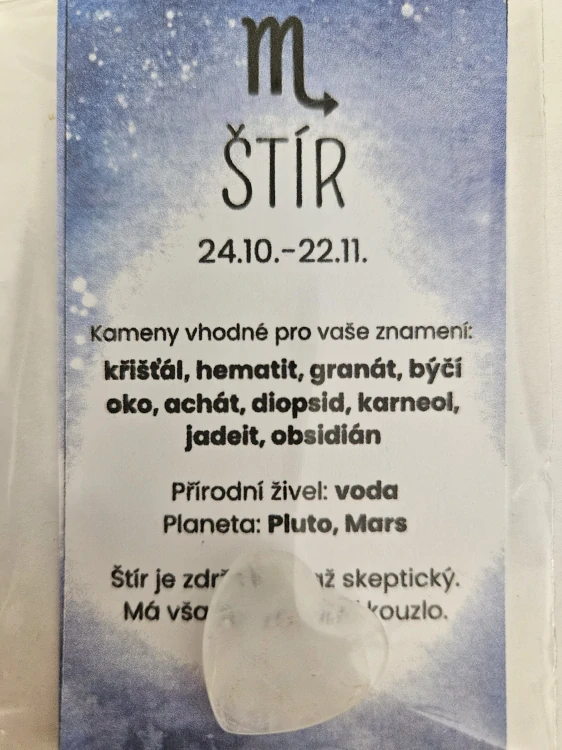 ŠTÍR
24.10.-22.11.
Kameny vhodné pro vaše znamení:
křišťál, hematit, granát, býčí
oko, achát, diopsid, karneol,
jadeit, obsidián
Přírodní živel: voda
Planeta: Pluto, Mars
Štír je až skeptický.
Má kouzlo.